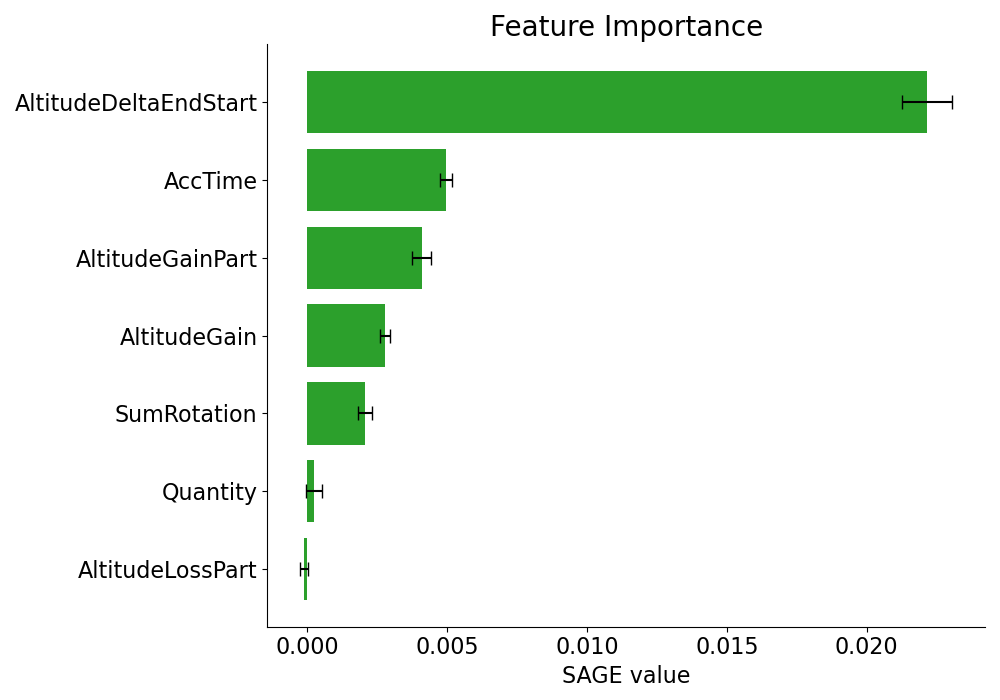 Feature Importance
AltitudeDeltaEndStart
AccTime
AltitudeGainPart
AltitudeGain
SumRotation
Quantity
AltitudeLossPart
0.000 0.005 0.010 0.015 0.020
SAGE value